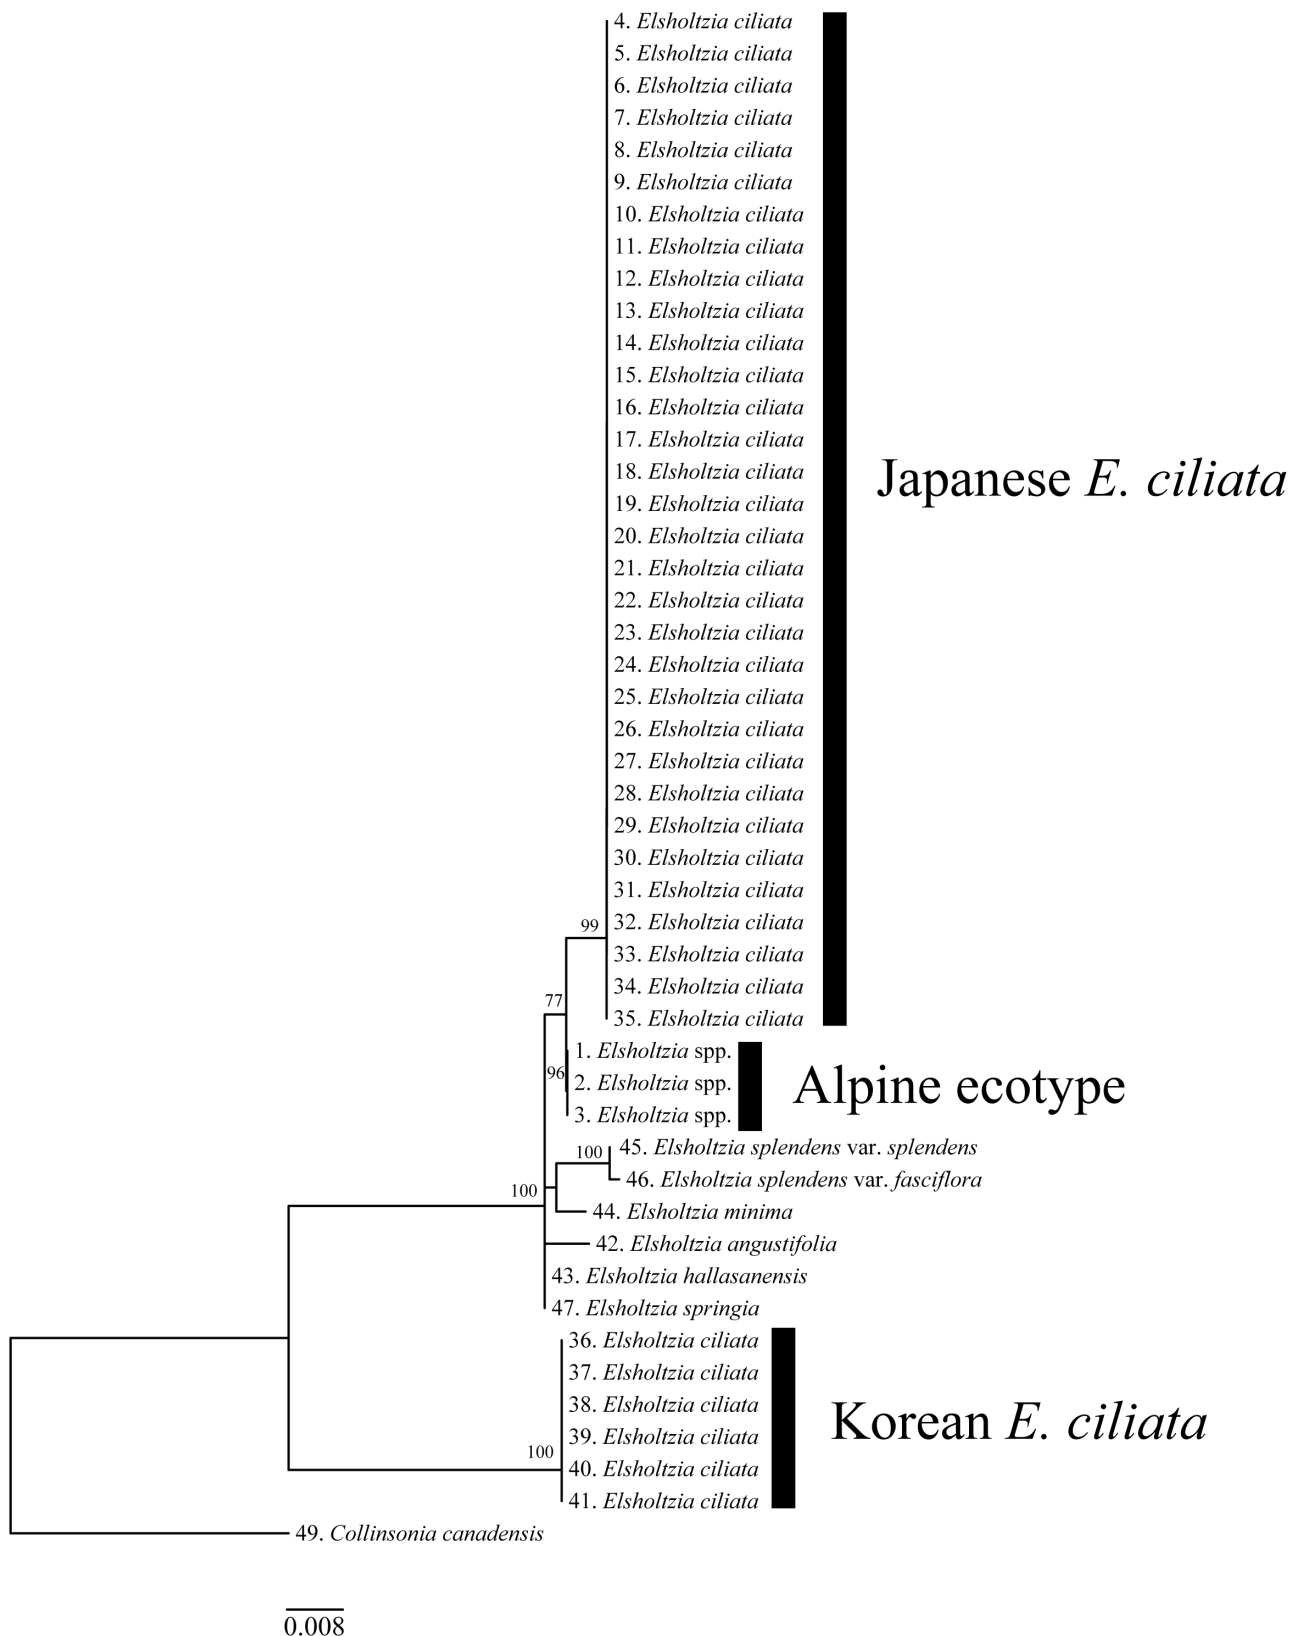 4. Elsholtzia ciliata
5. Elsholtzia ciliata
6. Elsholtzia ciliata
7. Elsholtzia ciliata
8. Elsholtzia ciliata
9. Elsholtzia ciliata
10. Elsholtzia ciliata
11. Elsholtzia ciliata
12. Elsholtzia ciliata
13. Elsholtzia ciliata
14. Elsholtzia ciliata
15. Elsholtzia ciliata
16. Elsholtzia ciliata
17. Elsholtzia ciliata
18. Elsholtzia ciliata
19. Elsholtzia ciliata
20. Elsholtzia ciliata
21. Elsholtzia ciliata
22. Elsholtzia ciliata
23. Elsholtzia ciliata
24. Elsholtzia ciliata
25. Elsholtzia ciliata
26. Elsholtzia ciliata
27. Elsholtzia ciliata
28. Elsholtzia ciliata
29. Elsholtzia ciliata
30. Elsholtzia ciliata
31. Elsholtzia ciliata
32. Elsholtzia ciliata
33. Elsholtzia ciliata
34. Elsholtzia ciliata
35. Elsholtzia ciliata
Japanese E. ciliata
99
77
1. Elsholtzia spp.
2. Elsholtzia spp.
3. Elsholtzia spp.
96
Alpine ecotype
45. Elsholtzia splendens var. splendens
100
46. Elsholtzia splendens var. fasciflora
100
44. Elsholtzia minima
42. Elsholtzia angustifolia
43. Elsholtzia hallasanensis
47. Elsholtzia springia
36. Elsholtzia ciliata
37. Elsholtzia ciliata
38. Elsholtzia ciliata
39. Elsholtzia ciliata
40. Elsholtzia ciliata
41. Elsholtzia ciliata
Korean E. ciliata
100
49. Collinsonia canadensis
0.008